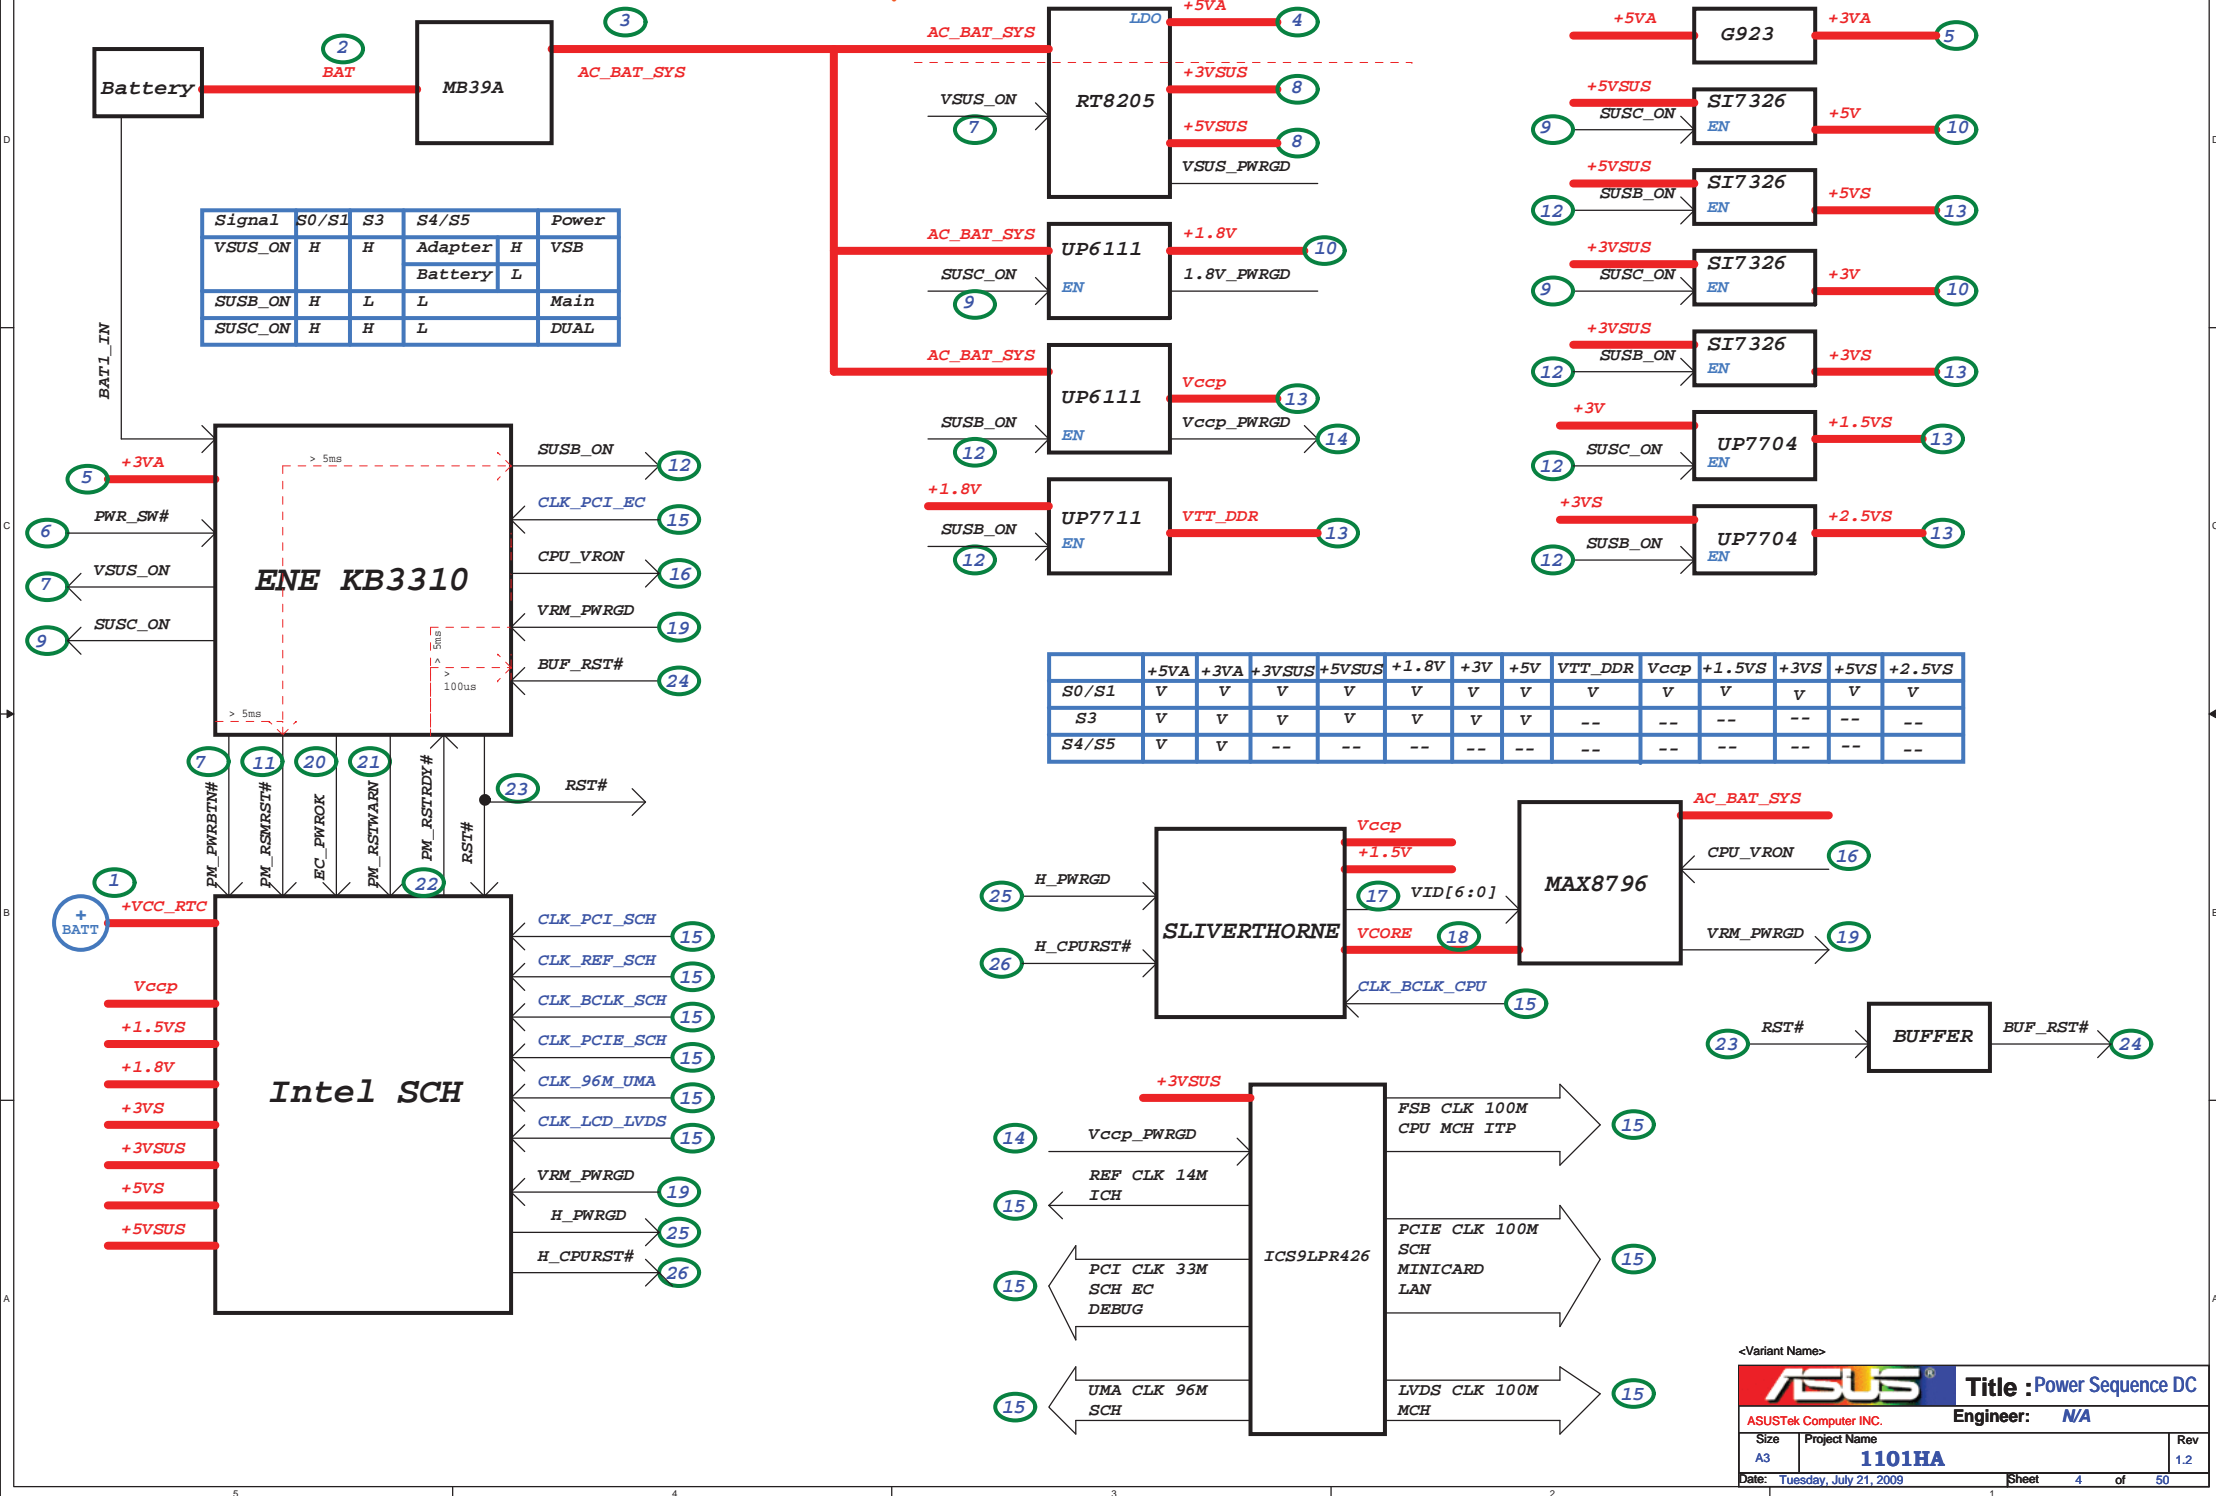 Battery
2
BAT
MB39A
3
AC_BAT_SYS
AC_BAT_SYS
LDO
RT8205
+5VA
4
+3VSUS
8
+5VSUS
8
VSUS_PWRGD
VSUS_ON
7
AC_BAT_SYS
UP6111
EN
+1.8V
10
1.8V_PWRGD
SUSC_ON
9
AC_BAT_SYS
UP6111
EN
Vccp
13
Vccp_PWRGD
14
SUSB_ON
12
+1.8V
UP7711
EN
VTT_DDR
13
SUSB_ON
12
+5VA
G923
+3VA
5
+5VSUS
SUSC_ON
9
SI7326
EN
+5V
10
+5VSUS
SUSB_ON
12
SI7326
EN
+5VS
13
+3VSUS
SUSC_ON
9
SI7326
EN
+3V
10
+3VSUS
SUSB_ON
12
SI7326
EN
+3VS
13
+3V
SUSC_ON
12
UP7704
EN
+1.5VS
13
+3VS
SUSB_ON
12
UP7704
EN
+2.5VS
13
Signal S0/S1 S3 S4/S5 Power
VSUS_ON H H Adapter H VSB
Battery L
SUSB_ON H L L Main
SUSC_ON H H L DUAL
BAT1_IN
ENE KB3310
5 +3VA
6 PWR_SW#
7 VSUS_ON
9 SUSC_ON
> 5ms
> 5ms
> 5ms
> 100us
SUSB_ON 12
CLK_PCI_EC 15
CPU_VRON 16
VRM_PWRGD 19
BUF_RST# 24
7 PM_PWRBTN#
11 PM_RSMRST#
20 EC_PWROK
21 PM_RSTWARN
22 PM_RSTRDY#
RST#
23 RST#
1
+ BATT
+VCC_RTC
Vccp
+1.5VS
+1.8V
+3VS
+3VSUS
+5VS
+5VSUS
Intel SCH
CLK_PCI_SCH 15
CLK_REF_SCH 15
CLK_BCLK_SCH 15
CLK_PCIE_SCH 15
CLK_96M_UMA 15
CLK_LCD_LVDS 15
VRM_PWRGD 19
H_PWRGD 25
H_CPURST# 26
+5VA +3VA +3VSUS +5VSUS +1.8V +3V +5V VTT_DDR Vccp +1.5VS +3VS +5VS +2.5VS
S0/S1 V V V V V V V V V V V V V
S3 V V V V V V V -- -- -- -- -- --
S4/S5 V V -- -- -- -- -- -- -- -- -- -- --
25 H_PWRGD
26 H_CPURST#
SLIVERTHORNE
Vccp
+1.5V
17 VID[6:0]
VCORE 18
CLK_BCLK_CPU
15
MAX8796
AC_BAT_SYS
CPU_VRON 16
VRM_PWRGD 19
23 RST#
BUFFER
BUF_RST# 24
+3VSUS
14 Vccp_PWRGD
REF CLK 14M
ICH
15
PCI CLK 33M
SCH EC
DEBUG
15
UMA CLK 96M
SCH
15
ICS9LPR426
FSB CLK 100M
CPU MCH ITP
15
PCIE CLK 100M
SCH
MINICARD
LAN
15
LVDS CLK 100M
MCH
15
<Variant Name>
ASUS®
Title : Power Sequence DC
ASUSTek Computer INC.
Engineer: N/A
Size
A3
Project Name
1101HA
Rev
1.2
Date: Tuesday, July 21, 2009
Sheet 4 of 50
D
C
B
A
D
5 4 3 2 1